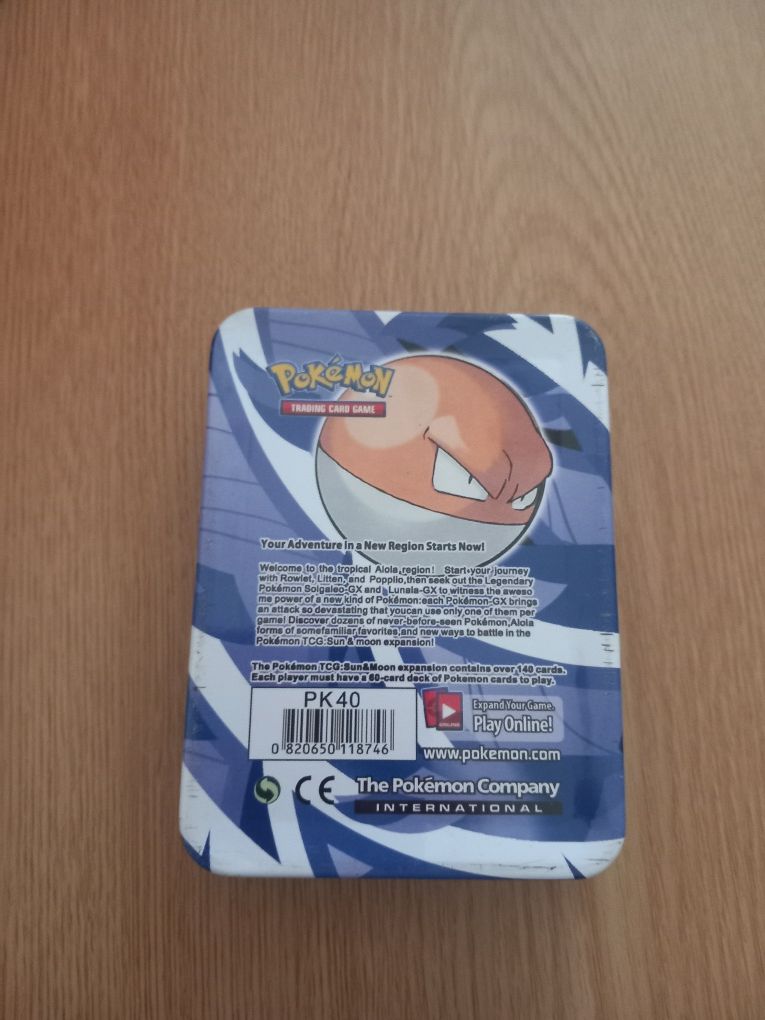 POKéMON
TRADING CARD GAME
Your Adventure in a New Region Starts Now!
Welcome to the tropical Alola region! Start your journey
with Rowlet, Litten, and Popplio,then seek out the Legendary
Pokémon Solgaleo-GX and Lunala-GX to witness the aweso
me power of a new kind of Pokémon:each Pokémon-GX brings
an attack so devastating that youcan use only one of them per
game! Discover dozens of never-before-seen Pokémon,Alola
forms of somefamiliar favorites,and new ways to battle in the
Pokémon TCG:Sun & moon expansion!
The Pokémon TCG:Sun&Moon expansion contains over 140 cards.
Each player must have a 60-card deck of Pokemon cards to play.
PK40
0 820650 118746
ONLINE
Expand Your Game.
Play Online!
www.pokemon.com
CE
The Pokémon Company
INTERNATIONAL